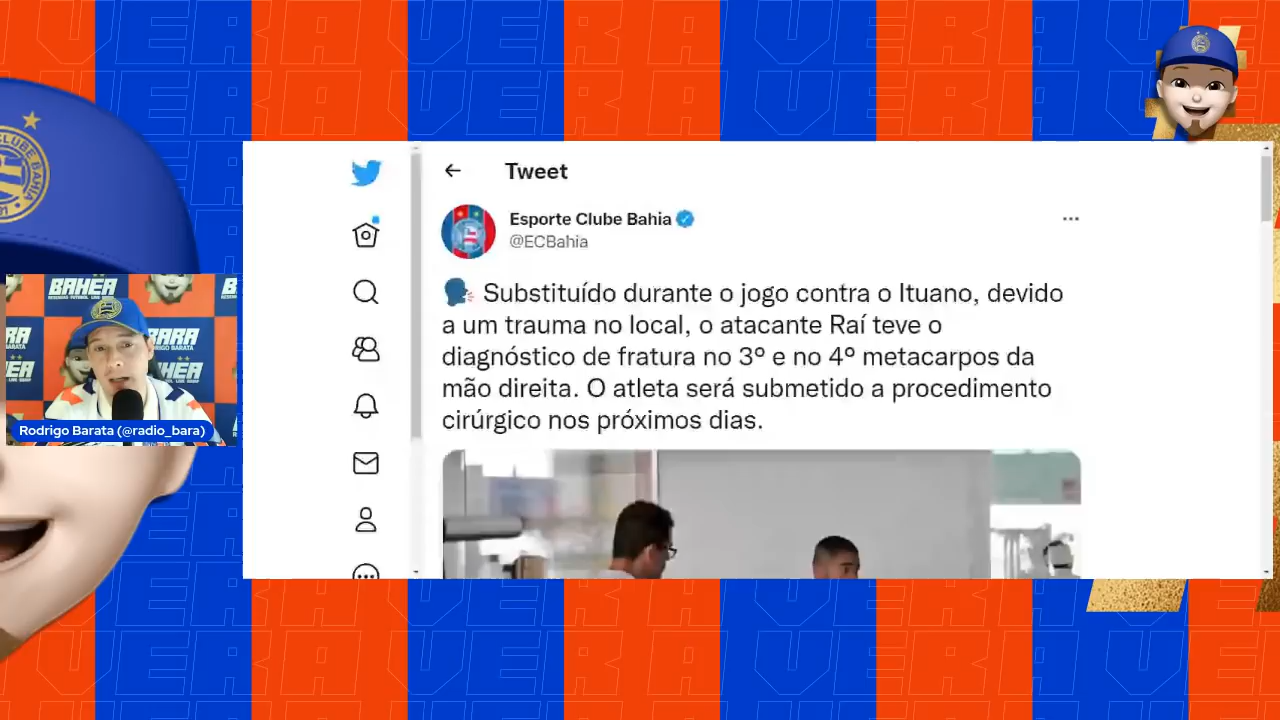 Tweet
Esporte Clube Bahia
@ECBahia
Substituído durante o jogo contra o Ituano, devido
a um trauma no local, o atacante Raí teve o
diagnóstico de fratura no 3º e no 4º metacarpos da
mão direita. O atleta será submetido a procedimento
cirúrgico nos próximos dias.
BAHEA
BARA
Rodrigo Barata (@radio_bara)